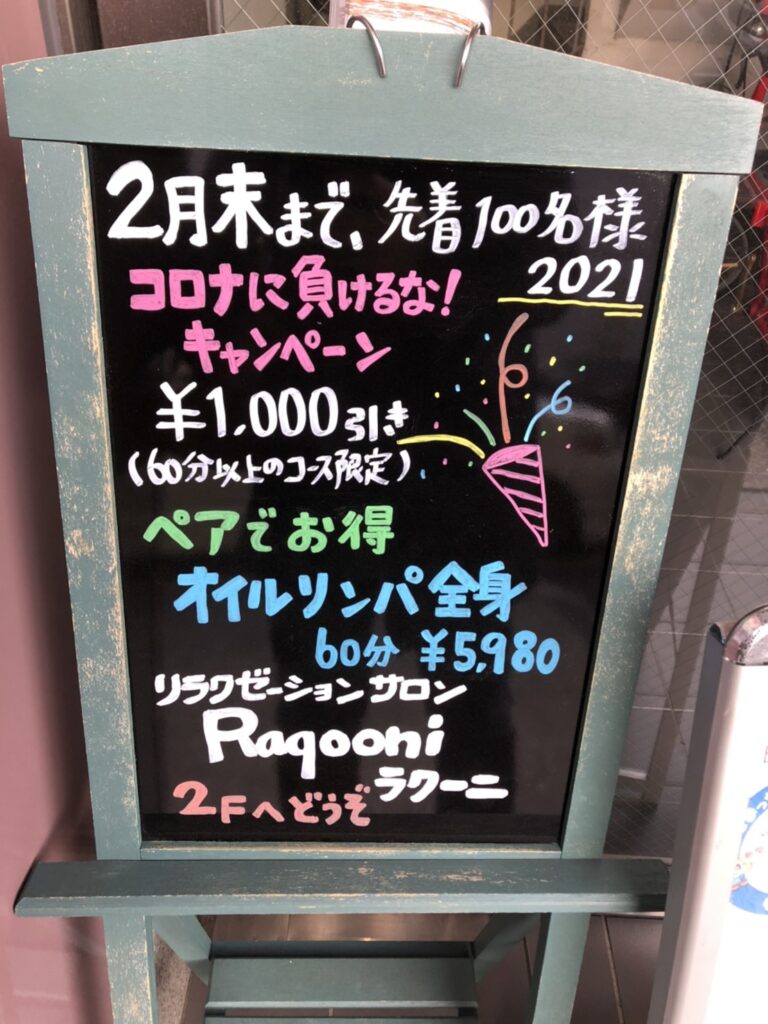 2月末まで、先着100名様
2021
コロナに負けるな!
キャンペーン
¥1,000引き
(60分以上のコース限定)
ペアでお得
オイルリンパ全身
60分 ¥5,980
リラクゼーションサロン
Raqooni
ラクーニ
2Fへどうぞ